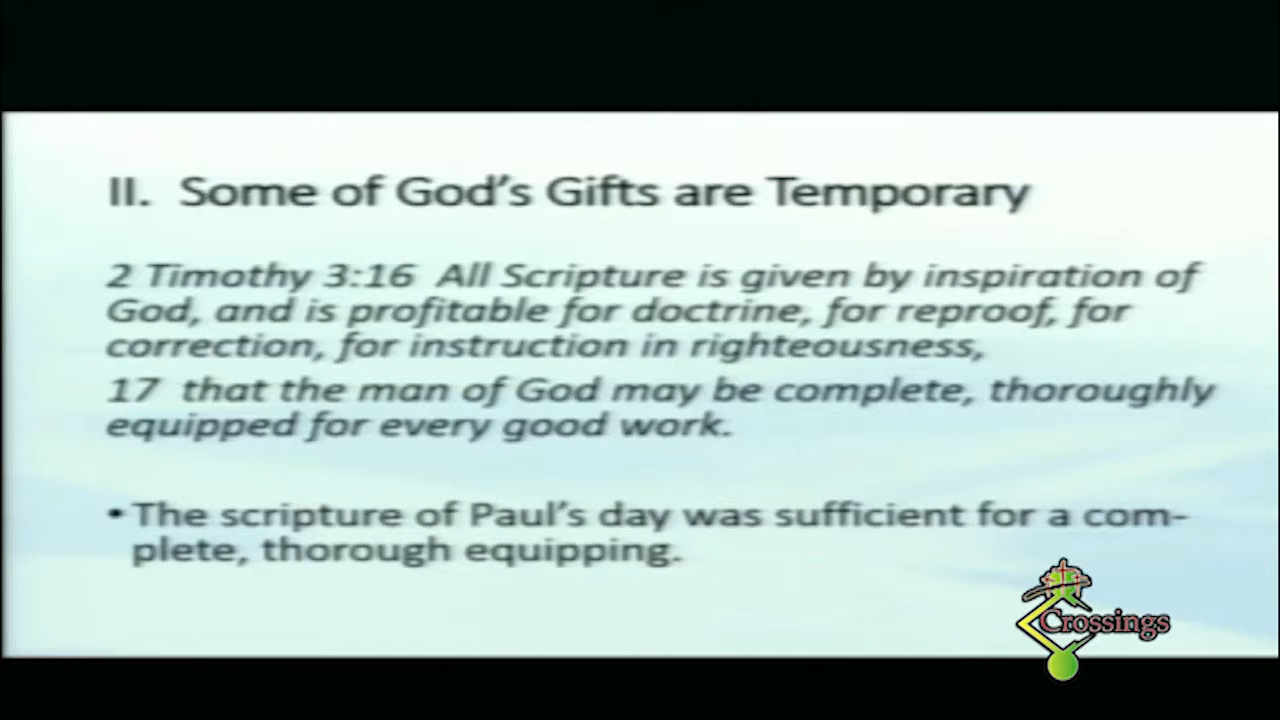 II. Some of God's Gifts are Temporary
2 Timothy 3:16 All Scripture is given by inspiration of
God, and is profitable for doctrine, for reproof, for
correction, for instruction in righteousness,
17 that the man of God may be complete, thoroughly
equipped for every good work.
• The scripture of Paul's day was sufficient for a com-
plete, thorough equipping.
Crossings